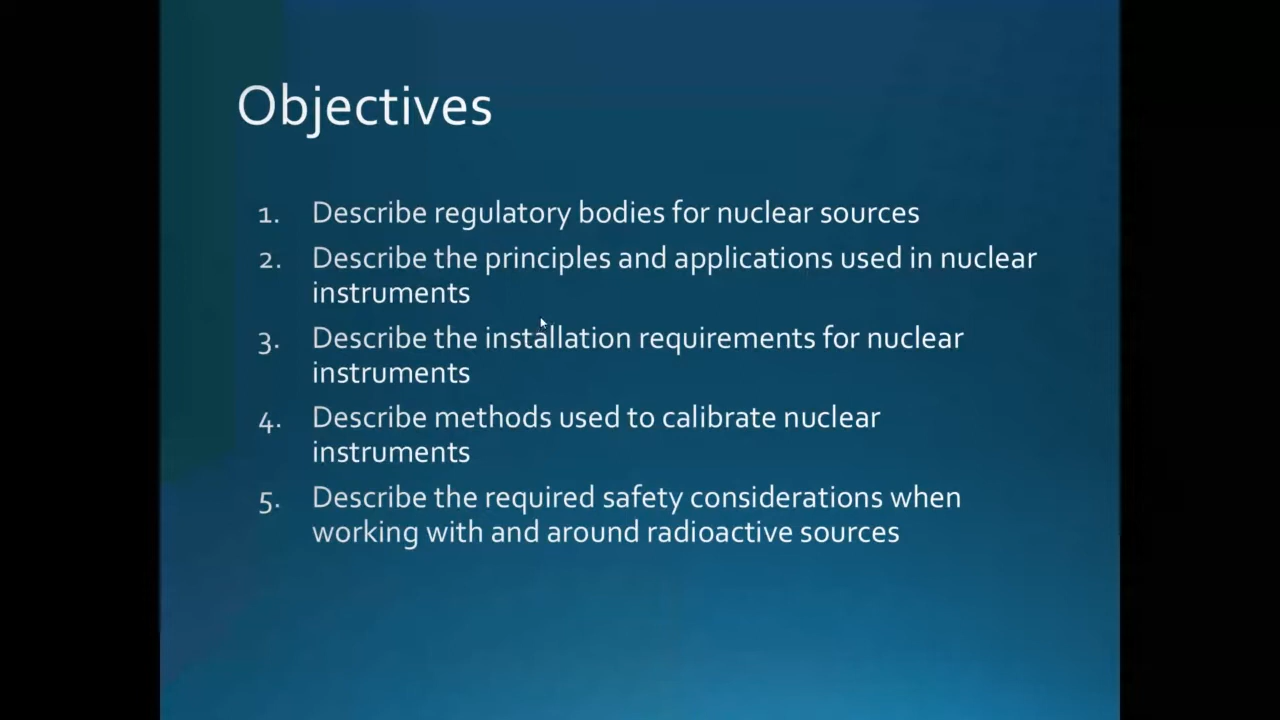 Objectives
1. Describe regulatory bodies for nuclear sources
2. Describe the principles and applications used in nuclear
instruments
3. Describe the installation requirements for nuclear
instruments
4. Describe methods used to calibrate nuclear
instruments
5. Describe the required safety considerations when
working with and around radioactive sources